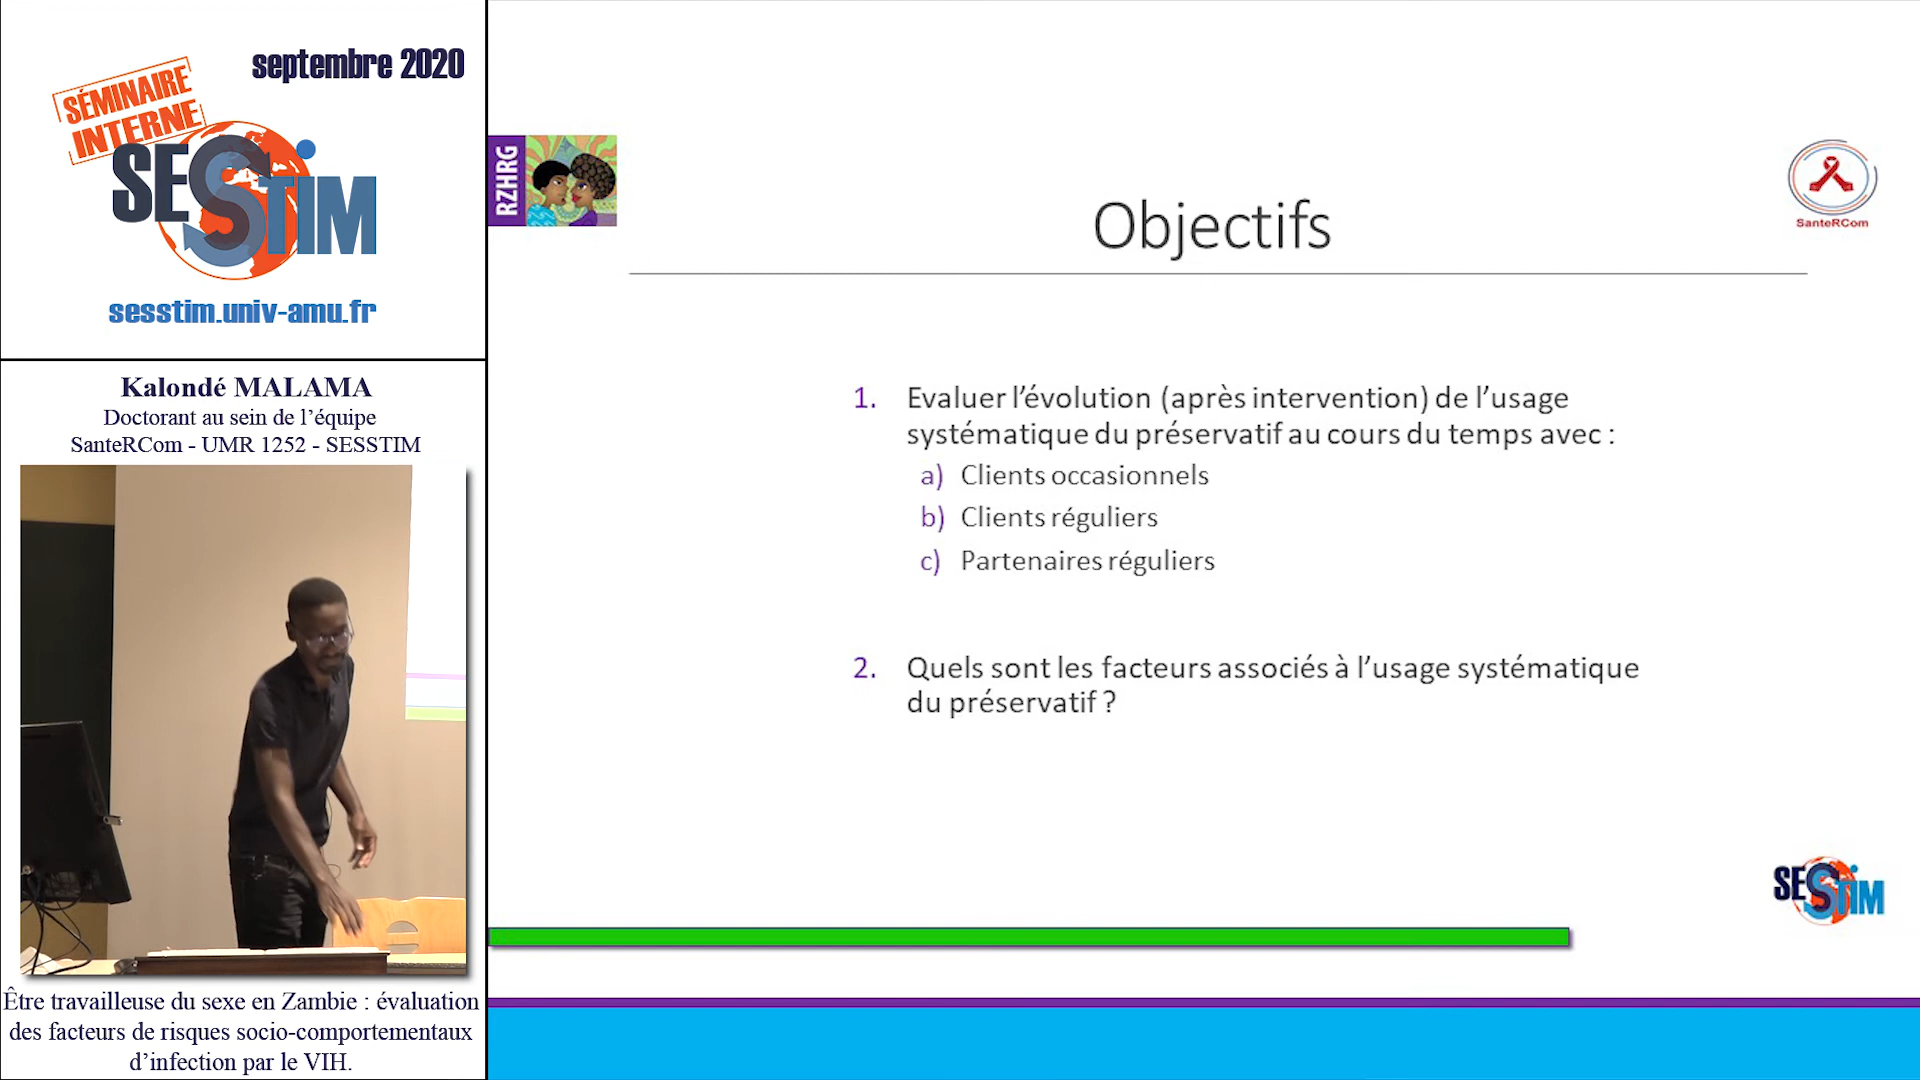 septembre 2020
SÉMINAIRE
INTERNE
SESSTIM
sesstim.univ-amu.fr
Kalondé MALAMA
Doctorant au sein de l’équipe
SanteRCom - UMR 1252 - SESSTIM
Être travailleuse du sexe en Zambie : évaluation
des facteurs de risques socio-comportementaux
d’infection par le VIH.
RZHRG
SanteRCom
Objectifs
1. Evaluer l’évolution (après intervention) de l’usage
systématique du préservatif au cours du temps avec :
a) Clients occasionnels
b) Clients réguliers
c) Partenaires réguliers
2. Quels sont les facteurs associés à l’usage systématique
du préservatif ?
SESSTIM